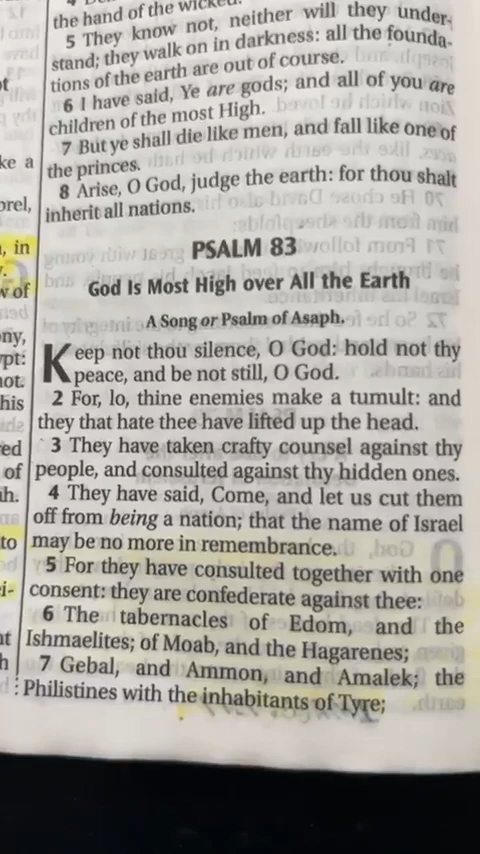 the hand of the wicked.
5 They know not, neither will they under-
stand; they walk on in darkness: all the founda-
tions of the earth are out of course.
6 I have said, Ye are gods; and all of you are
children of the most High.
7 But ye shall die like men, and fall like one of
the princes.
8 Arise, O God, judge the earth: for thou shalt
inherit all nations.
PSALM 83
God Is Most High over All the Earth
A Song or Psalm of Asaph.
Keep not thou silence, O God: hold not thy
peace, and be not still, O God.
2 For, lo, thine enemies make a tumult: and
they that hate thee have lifted up the head.
3 They have taken crafty counsel against thy
people, and consulted against thy hidden ones.
4 They have said, Come, and let us cut them
off from being a nation; that the name of Israel
may be no more in remembrance.
5 For they have consulted together with one
consent: they are confederate against thee:
6 The tabernacles of Edom, and the
Ishmaelites; of Moab, and the Hagarenes;
7 Gebal, and Ammon, and Amalek; the
Philistines with the inhabitants of Tyre;